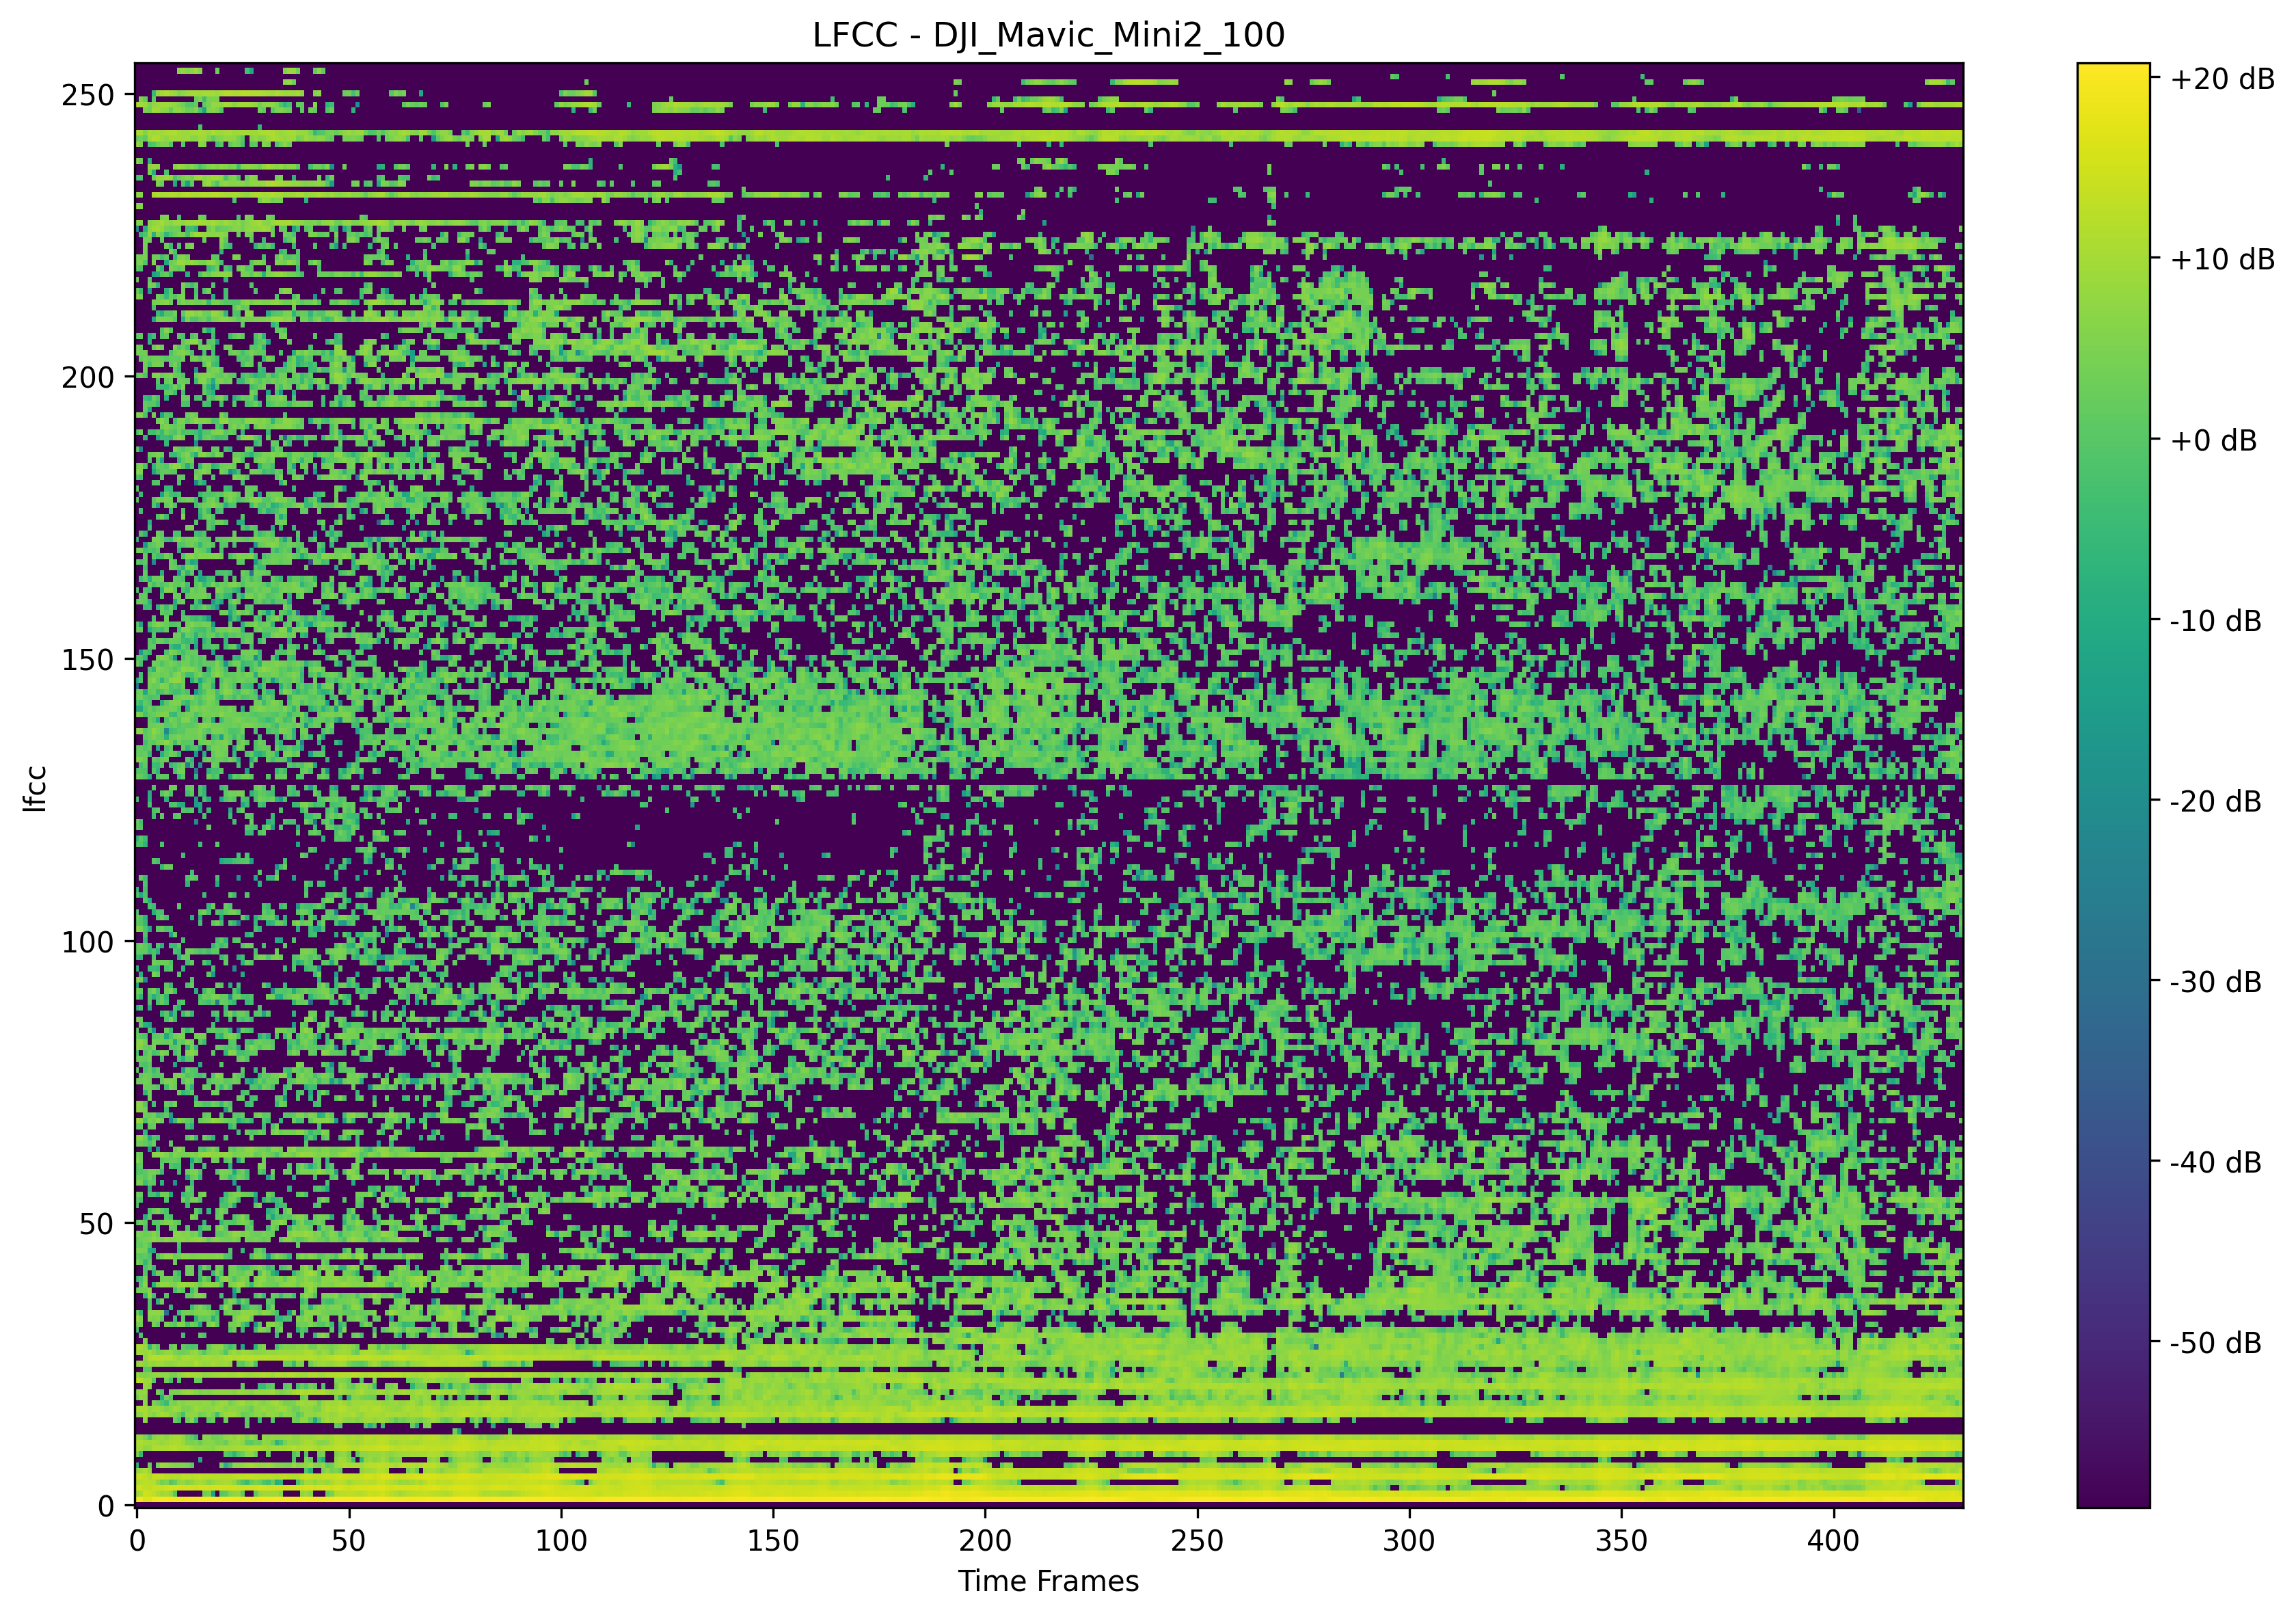 LFCC - DJI_Mavic_Mini2_100
250
200
150
100
50
0
lfcc
0 50 100 150 200 250 300 350 400
Time Frames
+20 dB
+10 dB
+0 dB
-10 dB
-20 dB
-30 dB
-40 dB
-50 dB